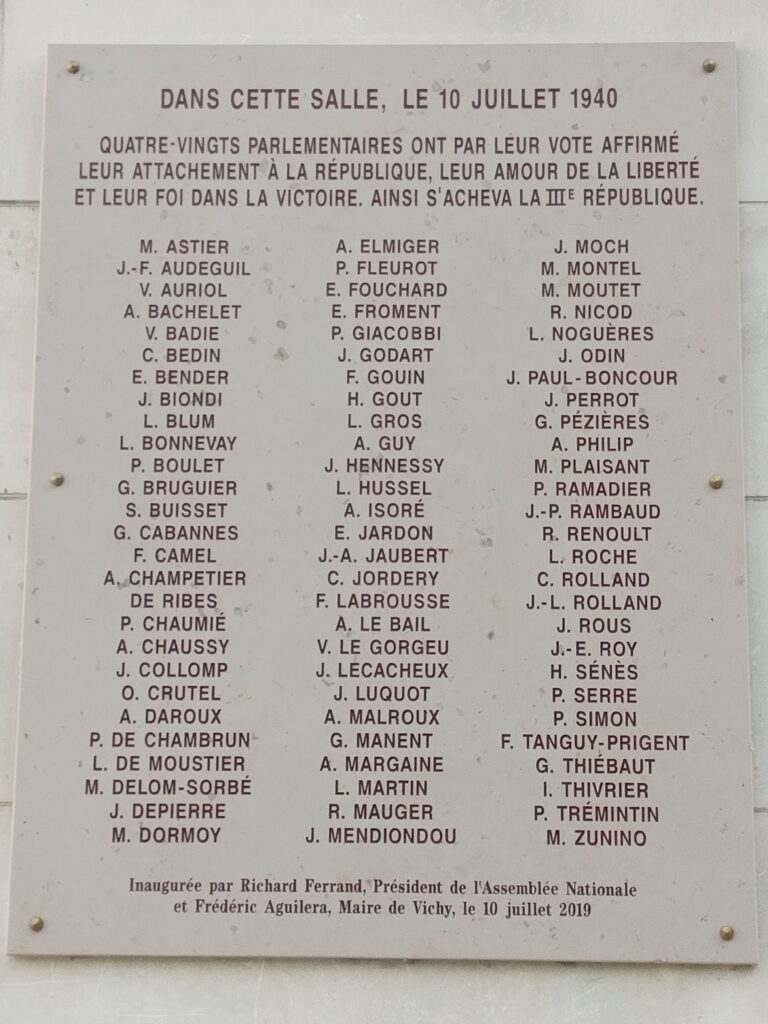 DANS CETTE SALLE, LE 10 JUILLET 1940
QUATRE-VINGTS PARLEMENTAIRES ONT PAR LEUR VOTE AFFIRMÉ
LEUR ATTACHEMENT À LA RÉPUBLIQUE, LEUR AMOUR DE LA LIBERTÉ
ET LEUR FOI DANS LA VICTOIRE. AINSI S'ACHEVA LA IIIE RÉPUBLIQUE.
M. ASTIER
J.-F. AUDEGUIL
V. AURIOL
A. BACHELET
V. BADIE
C. BEDIN
E. BENDER
J. BIONDI
L. BLUM
L. BONNEVAY
P. BOULET
G. BRUGUIER
S. BUISSET
G. CABANNES
F. CAMEL
A. CHAMPETIER
DE RIBES
P. CHAUMIÉ
A. CHAUSSY
J. COLLOMP
O. CRUTEL
A. DAROUX
P. DE CHAMBRUN
L. DE MOUSTIER
M. DELOM-SORBÉ
J. DEPIERRE
M. DORMOY
A. ELMIGER
P. FLEUROT
E. FOUCHARD
E. FROMENT
P. GIACOBBI
J. GODART
F. GOUIN
H. GOUT
L. GROS
A. GUY
J. HENNESSY
L. HUSSEL
A. ISORÉ
E. JARDON
J.-A. JAUBERT
C. JORDERY
F. LABROUSSE
A. LE BAIL
V. LE GORGEU
J. LECACHEUX
J. LUQUOT
A. MALROUX
G. MANENT
A. MARGAINE
L. MARTIN
R. MAUGER
J. MENDIONDOU
J. MOCH
M. MONTEL
M. MOUTET
R. NICOD
L. NOGUÈRES
J. ODIN
J. PAUL-BONCOUR
J. PERROT
G. PÉZIÈRES
A. PHILIP
M. PLAISANT
P. RAMADIER
J.-P. RAMBAUD
R. RENOULT
L. ROCHE
C. ROLLAND
J.-L. ROLLAND
J. ROUS
J.-E. ROY
H. SÉNÈS
P. SERRE
P. SIMON
F. TANGUY-PRIGENT
G. THIÉBAUT
I. THIVRIER
P. TRÉMINTIN
M. ZUNINO
Inaugurée par Richard Ferrand, Président de l'Assemblée Nationale
et Frédéric Aguilera, Maire de Vichy, le 10 juillet 2019